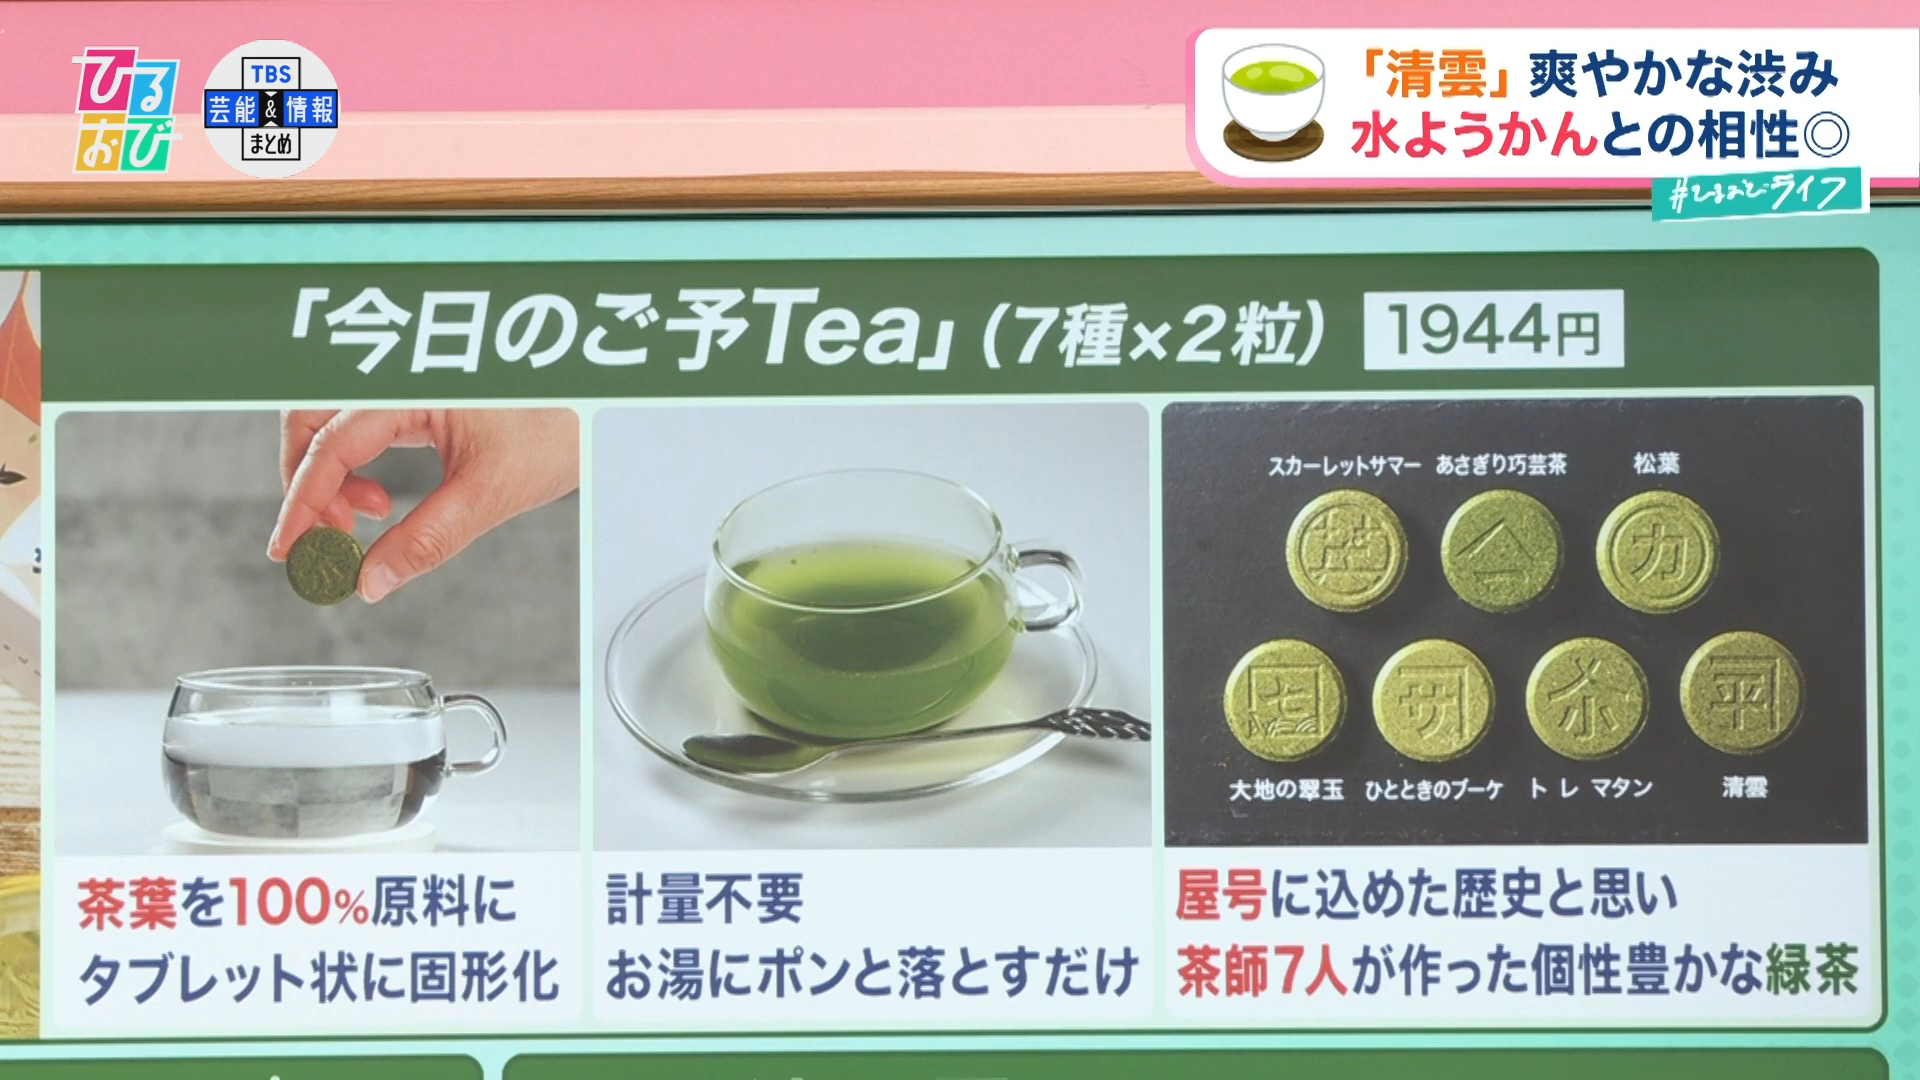 ひるおび
TBS
芸能&情報
まとめ
「清雲」爽やかな渋み
水ようかんとの相性◎
#ひるおびライフ
「今日のご予Tea」(7種×2粒) 1944円
スカーレットサマー あさぎり巧芸茶 松葉
カ
七 サ 茶 平
大地の翠玉 ひとときのブーケ トレ マタン 清雲
茶葉を100%原料に
タブレット状に固形化
計量不要
お湯にポンと落とすだけ
屋号に込めた歴史と思い
茶師7人が作った個性豊かな緑茶